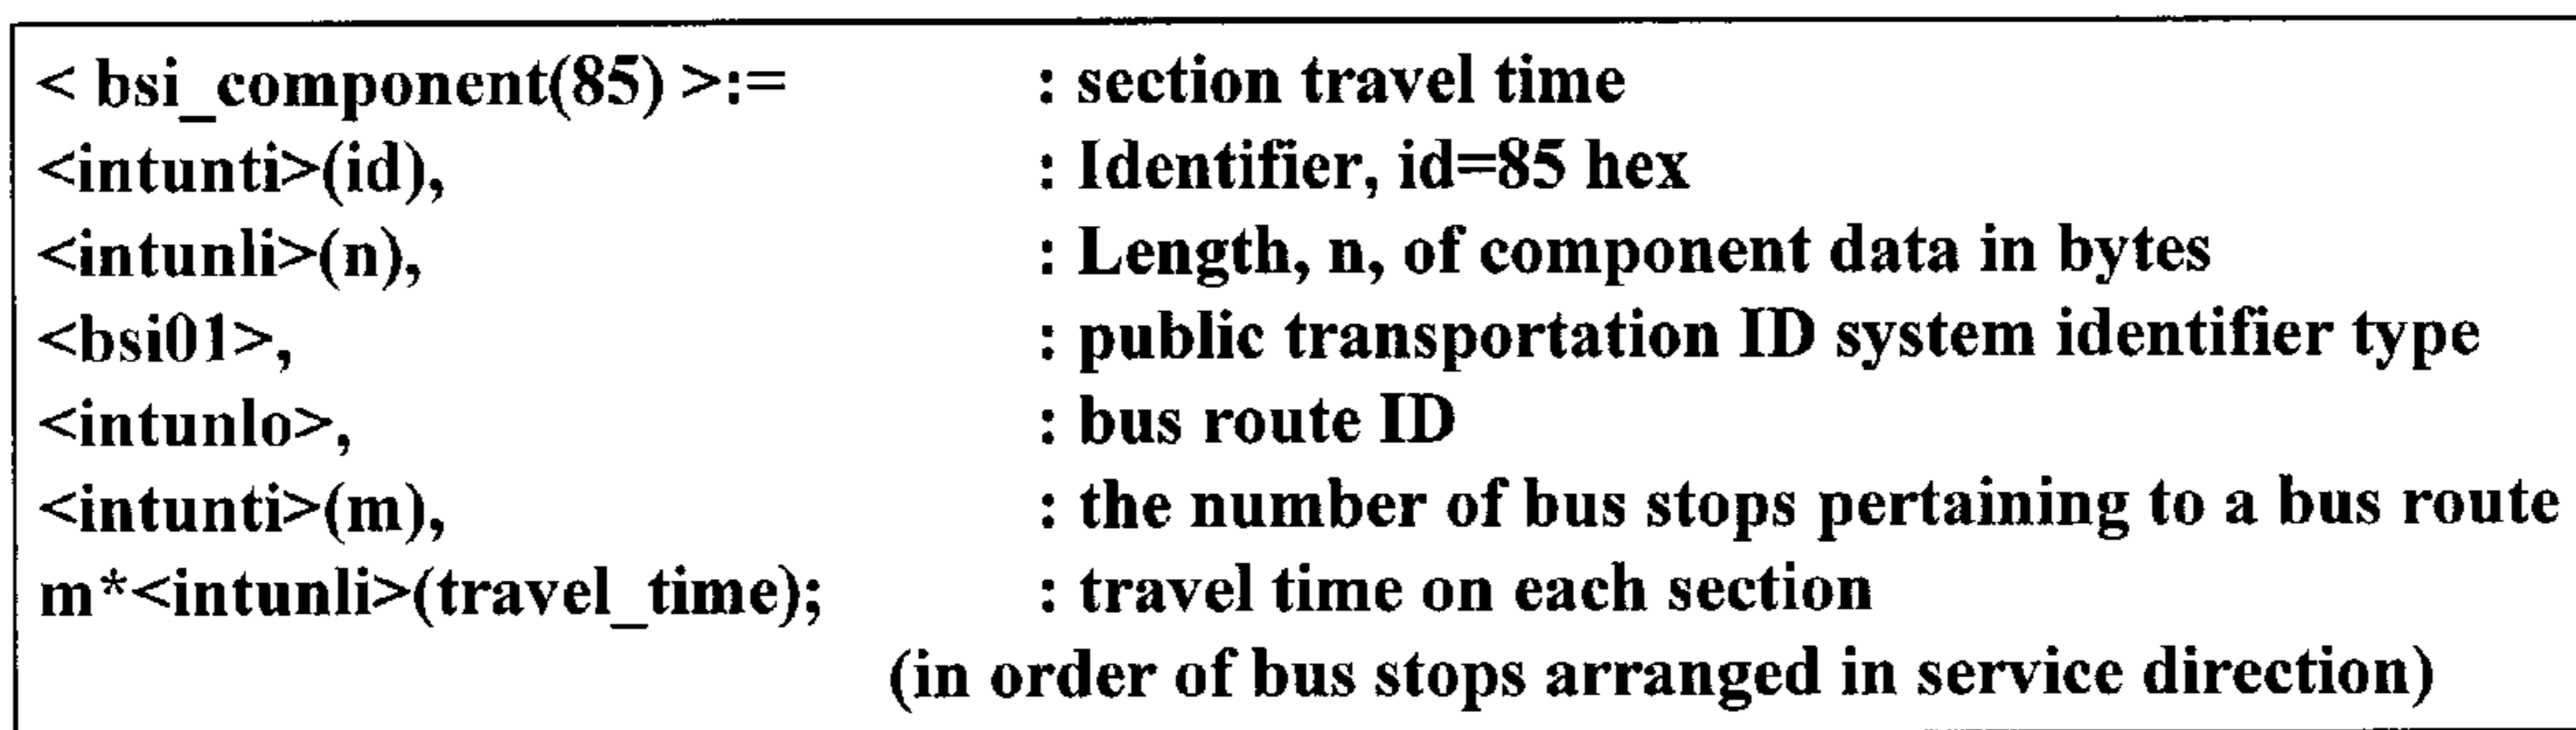 < bsi_component(85) >:= : section travel time
<intunti>(id), : Identifier, id=85 hex
<intunli>(n), : Length, n, of component data in bytes
<bsi01>, : public transportation ID system identifier type
<intunlo>, : bus route ID
<intunti>(m), : the number of bus stops pertaining to a bus route
m*<intunli>(travel_time); : travel time on each section
(in order of bus stops arranged in service direction)